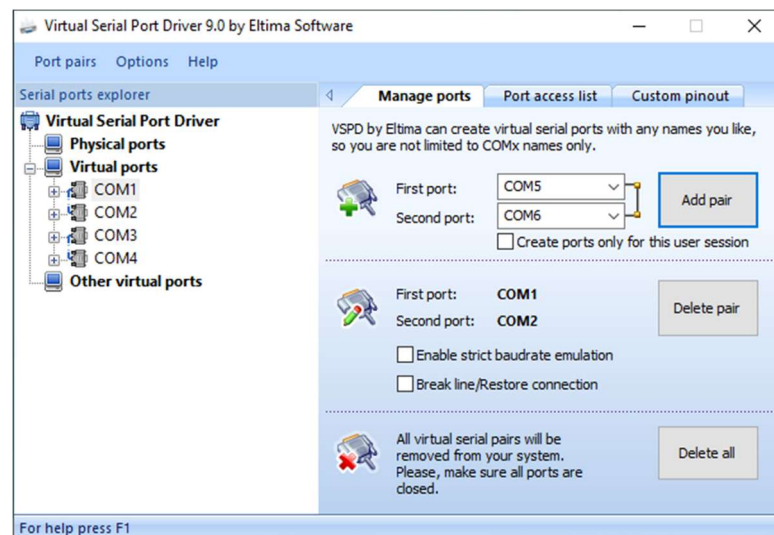 Virtual Serial Port Driver 9.0 by Eltima Software
Port pairs Options Help
Serial ports explorer
Virtual Serial Port Driver
Physical ports
Virtual ports
COM1
COM2
COM3
COM4
Other virtual ports
Manage ports Port access list Custom pinout
VSPD by Eltima can create virtual serial ports with any names you like,
so you are not limited to COMx names only.
First port: COM5
Second port: COM6
Add pair
Create ports only for this user session
First port: COM1
Second port: COM2
Delete pair
Enable strict baudrate emulation
Break line/Restore connection
All virtual serial pairs will be
removed from your system.
Please, make sure all ports are
closed.
Delete all
For help press F1